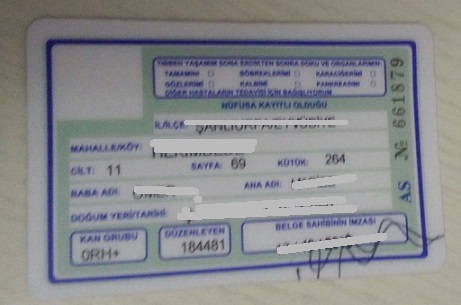 TIBBEN YAŞAMIM SONA ERDİKTEN SONRA DOKU VE ORGANLARIMIN
TAMAMINI BÖBREKLERİMİ KARACİĞERİMİ
GÖZLERİMİ KALBİMİ PANKREASIMI
DİĞER HASTALARIN TEDAVİSİ İÇİN BAĞIŞLIYORUM
NÜFUSA KAYITLI OLDUĞU
İL/İLÇE:
MAHALLE/KÖY:
CİLT: 11 SAYFA: 69 KÜTÜK: 264
BABA ADI: ANA ADI:
DOĞUM YERİ/TARİHİ:
KAN GRUBU DÜZENLEYEN BELGE SAHİBİNİN İMZASI
0RH+ 184481
AS № 661879